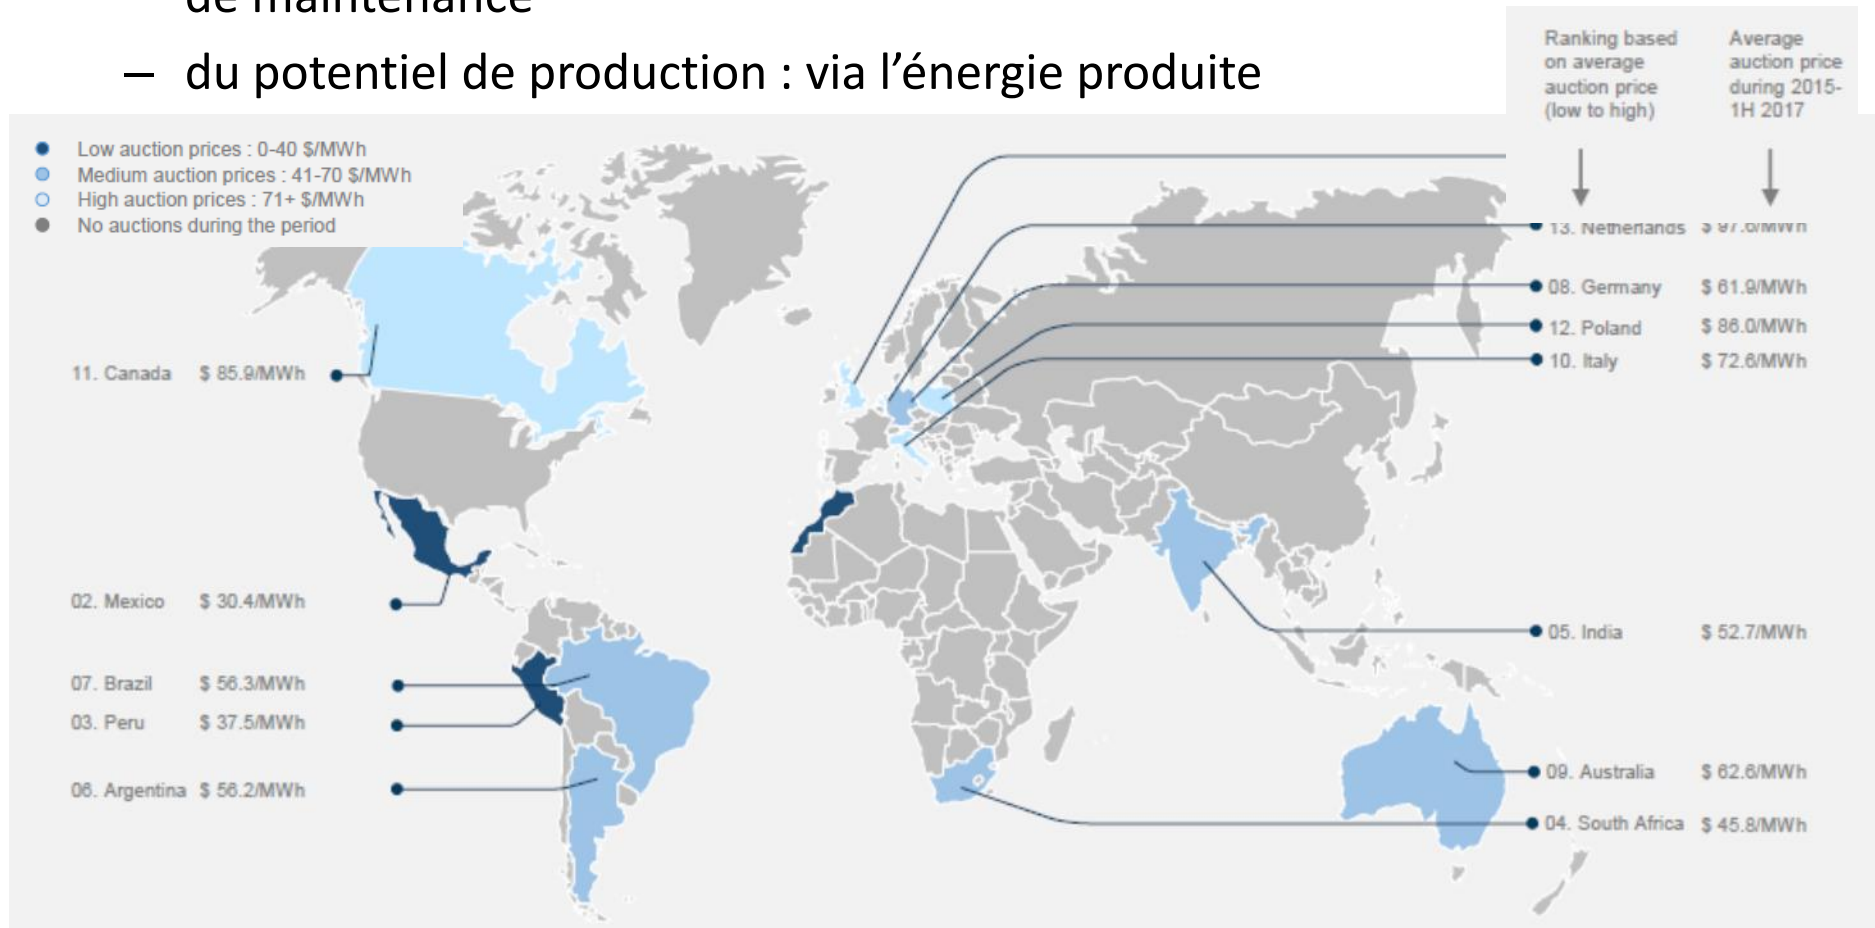 de maintenance
– du potentiel de production : via l’énergie produite
Ranking based
on average
auction price
(low to high)
Average
auction price
during 2015-
1H 2017
Low auction prices : 0-40 $/MWh
Medium auction prices : 41-70 $/MWh
High auction prices : 71+ $/MWh
No auctions during the period
13. Netherlands $ 97.6/MWh
08. Germany $ 61.9/MWh
12. Poland $ 86.0/MWh
10. Italy $ 72.6/MWh
11. Canada $ 85.9/MWh
02. Mexico $ 30.4/MWh
05. India $ 52.7/MWh
07. Brazil $ 56.3/MWh
03. Peru $ 37.5/MWh
06. Argentina $ 56.2/MWh
09. Australia $ 62.6/MWh
04. South Africa $ 45.8/MWh